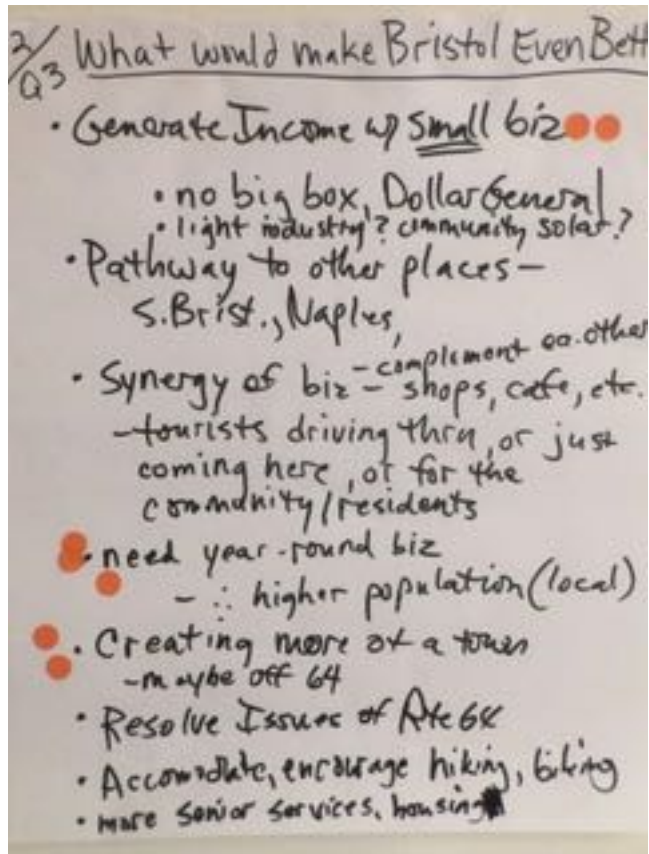 2/Q3 What would make Bristol Even Bett
• Generate Income w/ small biz
• no big box, Dollar General
• light industry? community solar?
• Pathway to other places –
S. Brist., Naples,
• Synergy of biz – complement ea. other
– shops, cafe, etc.
– tourists driving thru, or just
coming here, or for the
community/residents
• need year-round biz
– ∴ higher population (local)
• Creating more of a town
– maybe off 64
• Resolve Issues of Rte 64
• Accomodate, encourage hiking, biking
• more senior services, housing